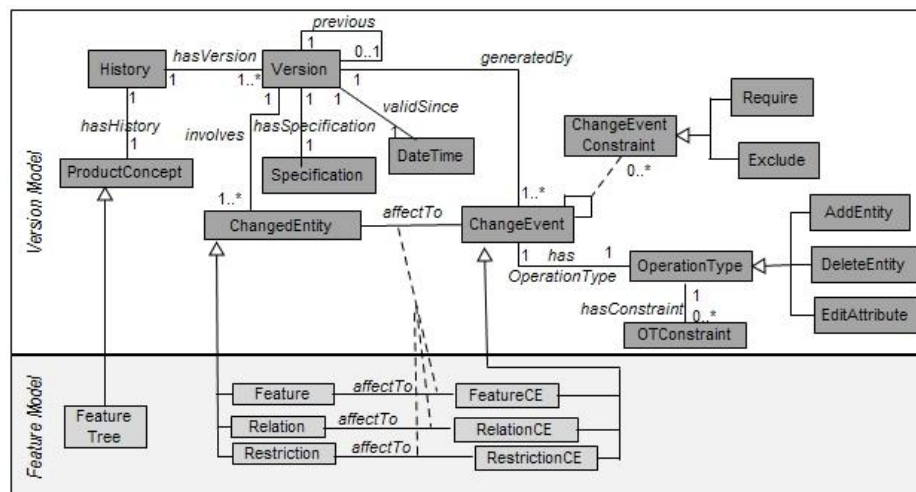 previous
hasVersion
1
0..1
generatedBy
History
Version
1
1..*
1
Require
1
1
1
1
validSince
ChangeEvent
Constraint
hasHistory
involves
hasSpecification
1
DateTime
Exclude
1
1
0..*
ProductConcept
Specification
Version Model
1..*
1..*
AddEntity
ChangedEntity
affectTo
ChangeEvent
1
has
1
OperationType
OperationType
DeleteEntity
1
hasConstraint
0..*
EditAttribute
OTConstraint
Feature Model
Feature
affectTo
FeatureCE
Feature
Tree
Relation
affectTo
RelationCE
Restriction
affectTo
RestrictionCE